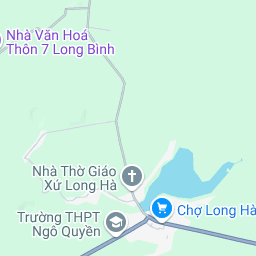 Nhà Văn Hoá
Thôn 7 Long Bình
Nhà Thờ Giáo
Xứ Long Hà
Chợ Long Hà
Trường THPT
Ngô Quyền